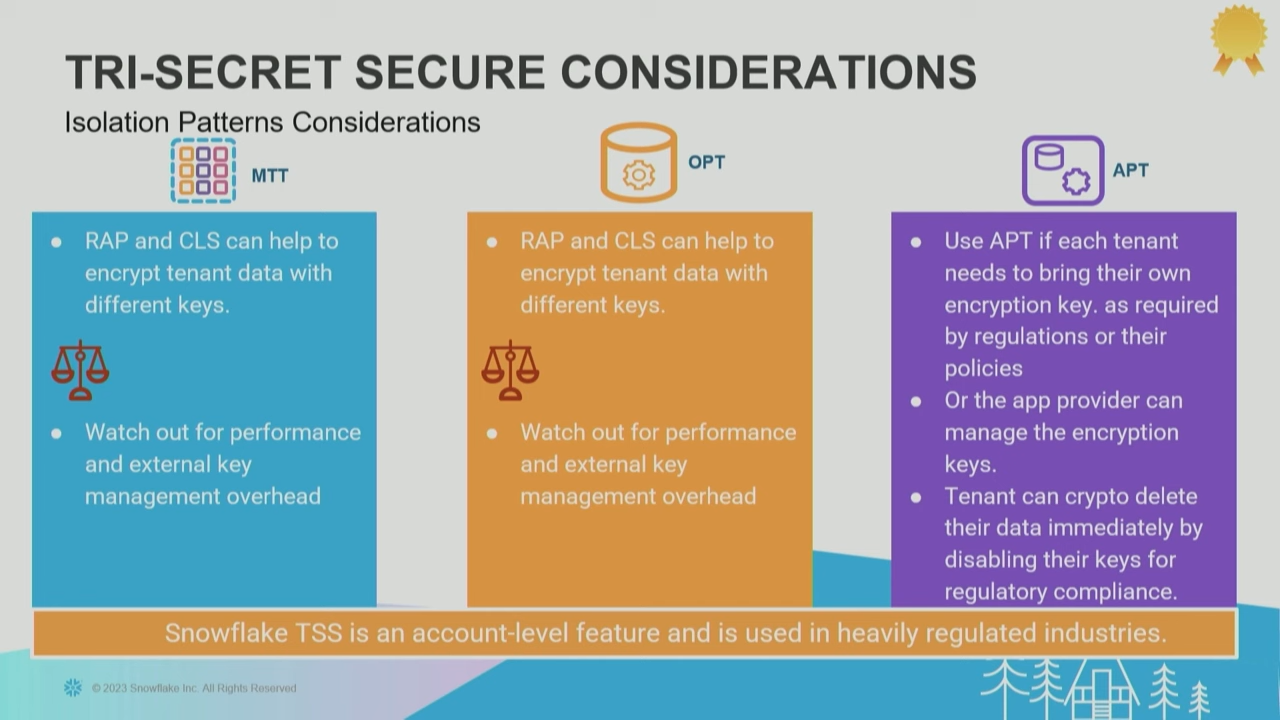 TRI-SECRET SECURE CONSIDERATIONS
Isolation Patterns Considerations
MTT
● RAP and CLS can help to
encrypt tenant data with
different keys.
● Watch out for performance
and external key
management overhead
OPT
● RAP and CLS can help to
encrypt tenant data with
different keys.
● Watch out for performance
and external key
management overhead
APT
● Use APT if each tenant
needs to bring their own
encryption key. as required
by regulations or their
policies
● Or the app provider can
manage the encryption
keys.
● Tenant can crypto delete
their data immediately by
disabling their keys for
regulatory compliance.
Snowflake TSS is an account-level feature and is used in heavily regulated industries.
© 2023 Snowflake Inc. All Rights Reserved